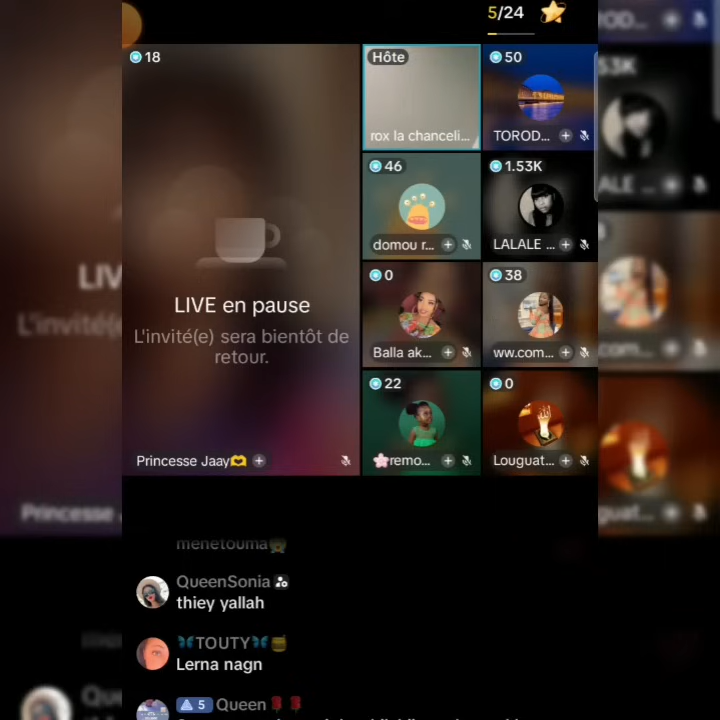 5/24
18
Hôte
rox la chanceli...
50
TOROD...
46
domou r...
1.53K
LALALE ...
LIVE en pause
L'invité(e) sera bientôt de
retour.
0
Balla ak...
38
ww.com...
22
remo...
0
Louguat...
Princesse Jaay
menetouma
QueenSonia
thiey yallah
TOUTY
Lerna nagn
5 Queen